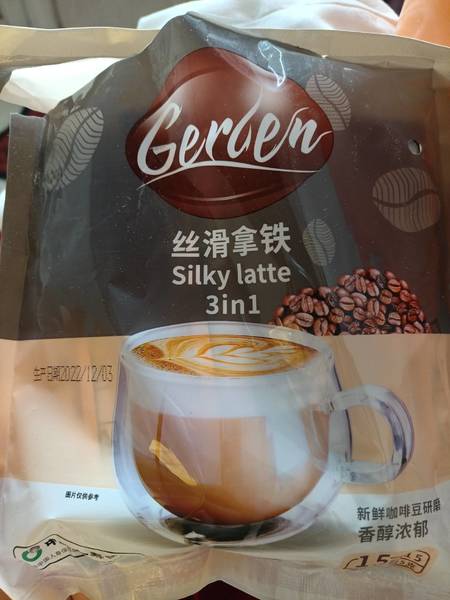 Gerben
丝滑拿铁
Silky latte
3in1
生产日期2022/12/03
图片仅供参考
新鲜咖啡豆研磨
香醇浓郁